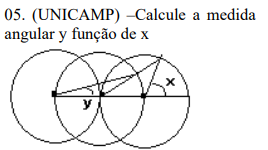 05. (UNICAMP) –Calcule a medida
angular y função de x
x
y